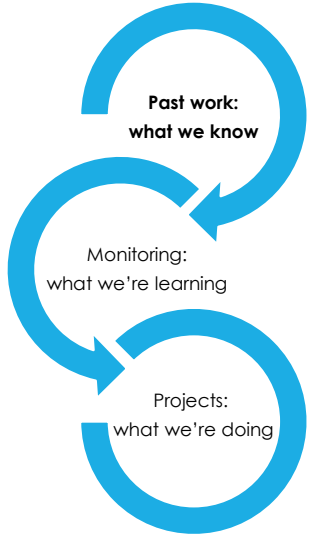 Past work:
what we know
Monitoring:
what we’re learning
Projects:
what we’re doing